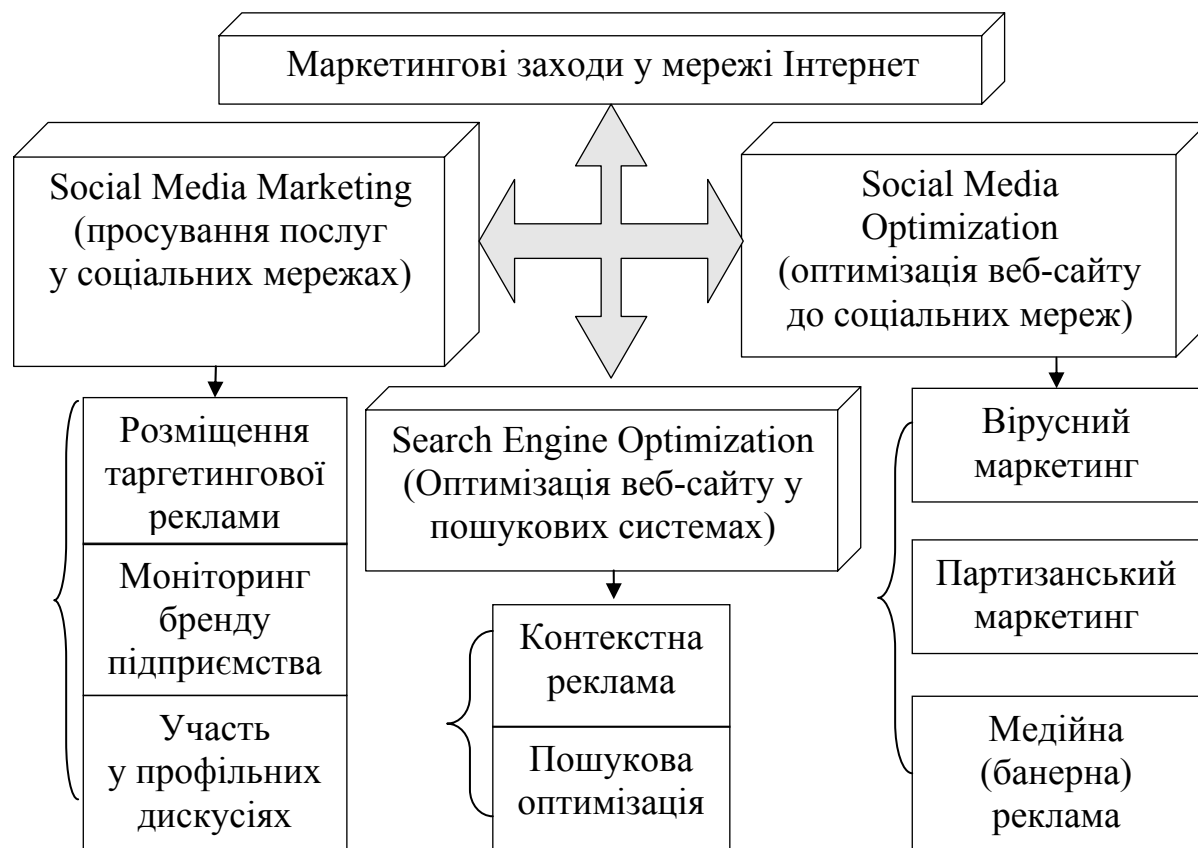 Маркетингові заходи у мережі Інтернет
Social Media Marketing
(просування послуг
у соціальних мережах)
Social Media
Optimization
(оптимізація веб-сайту
до соціальних мереж)
Search Engine Optimization
(Оптимізація веб-сайту у
пошукових системах)
Розміщення
таргетингової
реклами
Моніторинг
бренду
підприємства
Участь
у профільних
дискусіях
Контекстна
реклама
Пошукова
оптимізація
Вірусний
маркетинг
Партизанський
маркетинг
Медійна
(банерна)
реклама